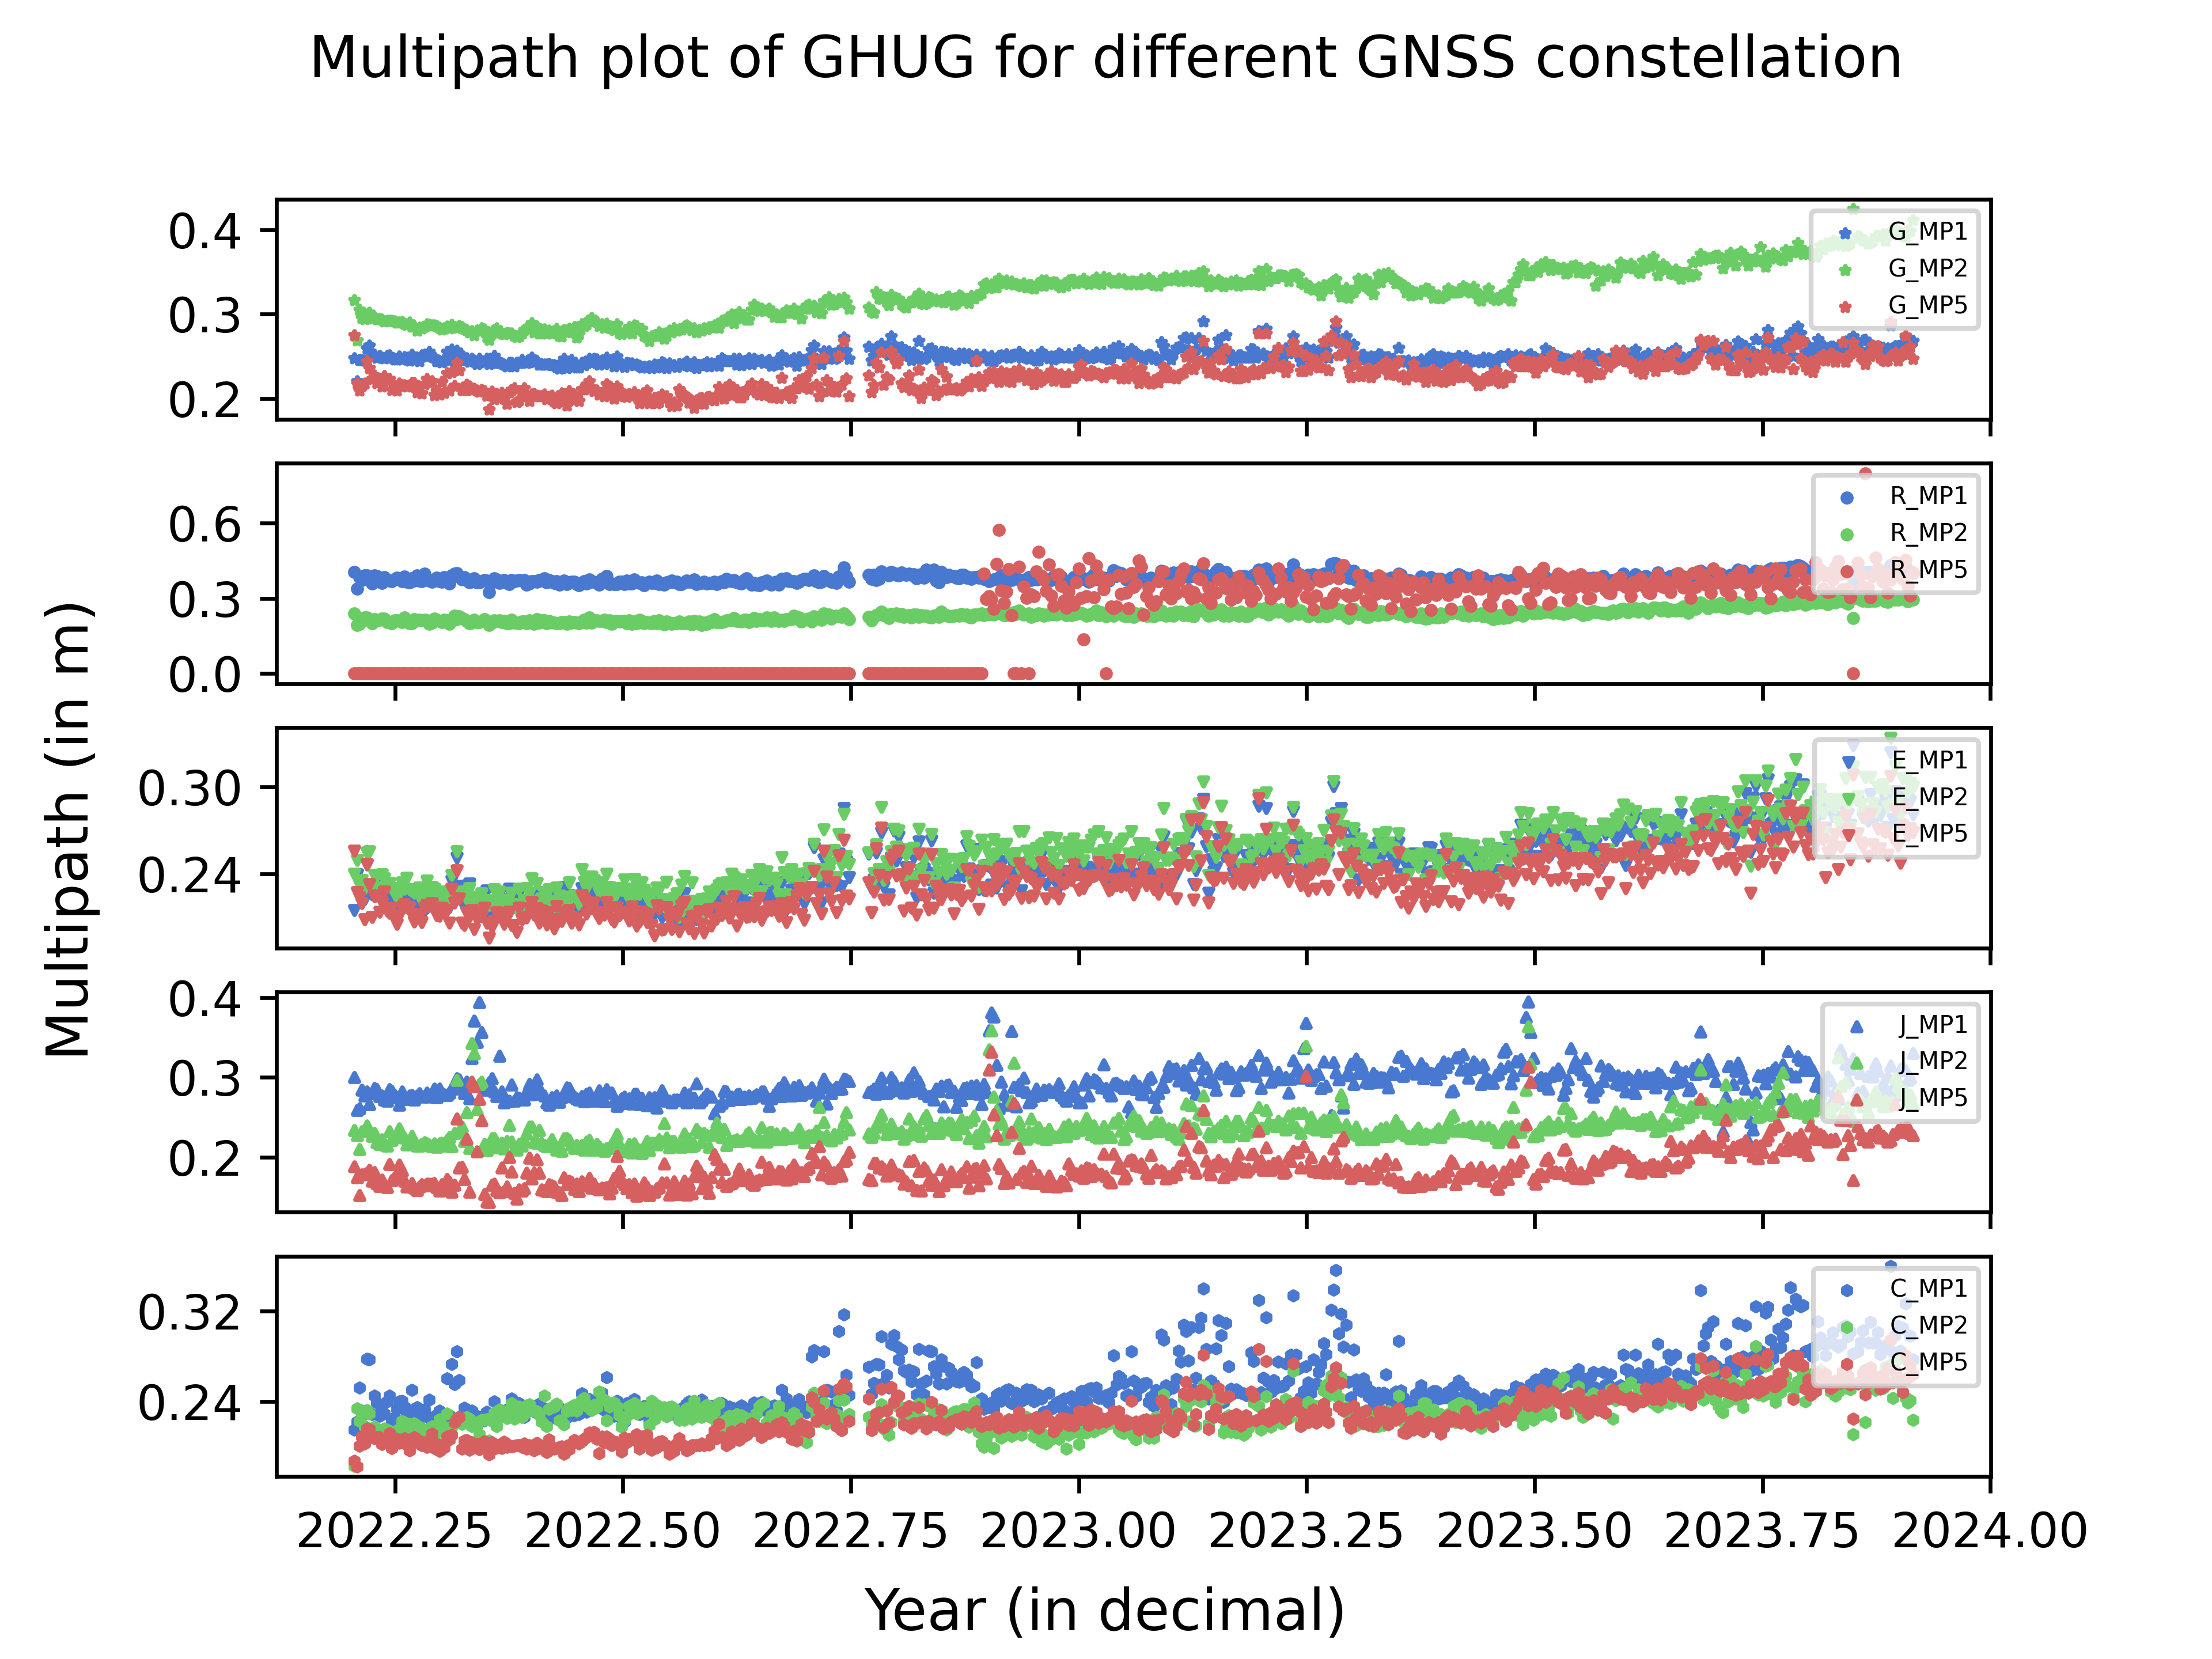 Multipath plot of GHUG for different GNSS constellation
0.4
0.3
0.2
G_MP1
G_MP2
G_MP5
0.6
0.3
0.0
R_MP1
R_MP2
R_MP5
0.30
0.24
E_MP1
E_MP2
E_MP5
0.4
0.3
0.2
J_MP1
J_MP2
J_MP5
0.32
0.24
C_MP1
C_MP2
C_MP5
2022.25 2022.50 2022.75 2023.00 2023.25 2023.50 2023.75 2024.00
Year (in decimal)
Multipath (in m)